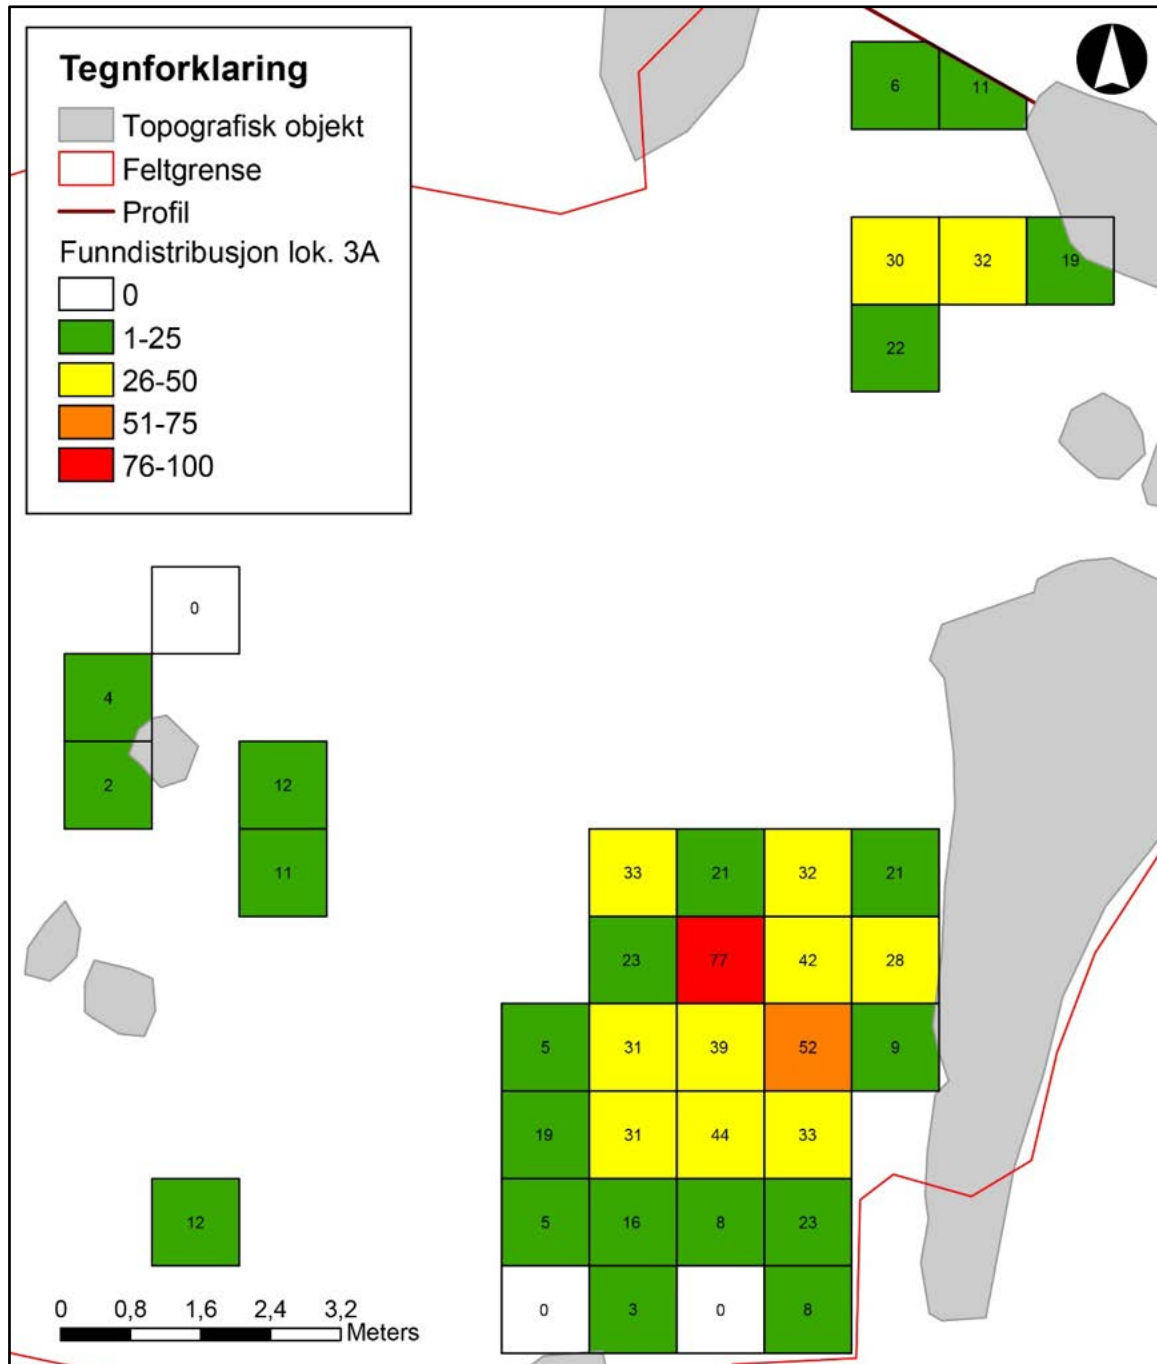 Tegnforklaring
Topografisk objekt
Feltgrense
Profil
Funndistribusjon lok. 3A
0
1-25
26-50
51-75
76-100
6 11
30 32 19
22
0
4
2 12
11
33 21 32 21
23 77 42 28
5 31 39 52 9
19 31 44 33
12 5 16 8 23
0 3 0 8
0 0,8 1,6 2,4 3,2
Meters